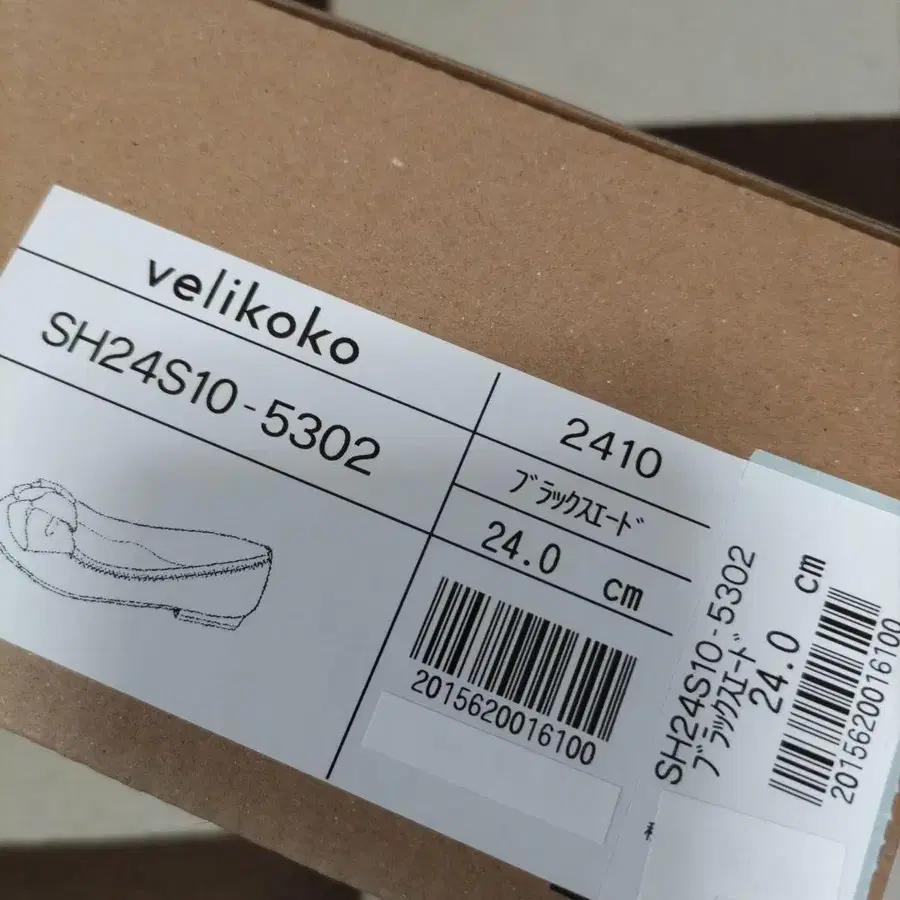 velikoko
SH24S10-5302
2410
ﾌﾞﾗｯｸｽｴｰﾄﾞ
24.0 cm
2015620016100
SH24S10-5302
ﾌﾞﾗｯｸｽｴｰﾄﾞ
24.0 cm
2015620016100